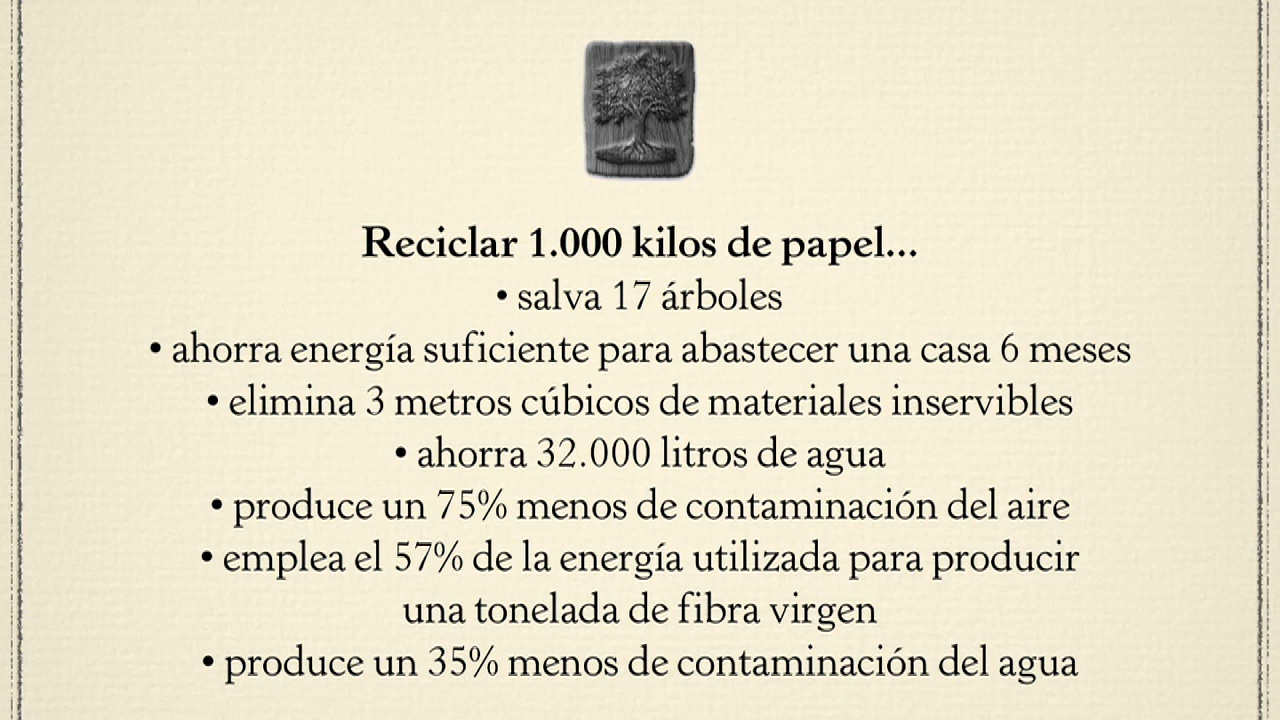 Reciclar 1.000 kilos de papel...
• salva 17 árboles
• ahorra energía suficiente para abastecer una casa 6 meses
• elimina 3 metros cúbicos de materiales inservibles
• ahorra 32.000 litros de agua
• produce un 75% menos de contaminación del aire
• emplea el 57% de la energía utilizada para producir
una tonelada de fibra virgen
• produce un 35% menos de contaminación del agua